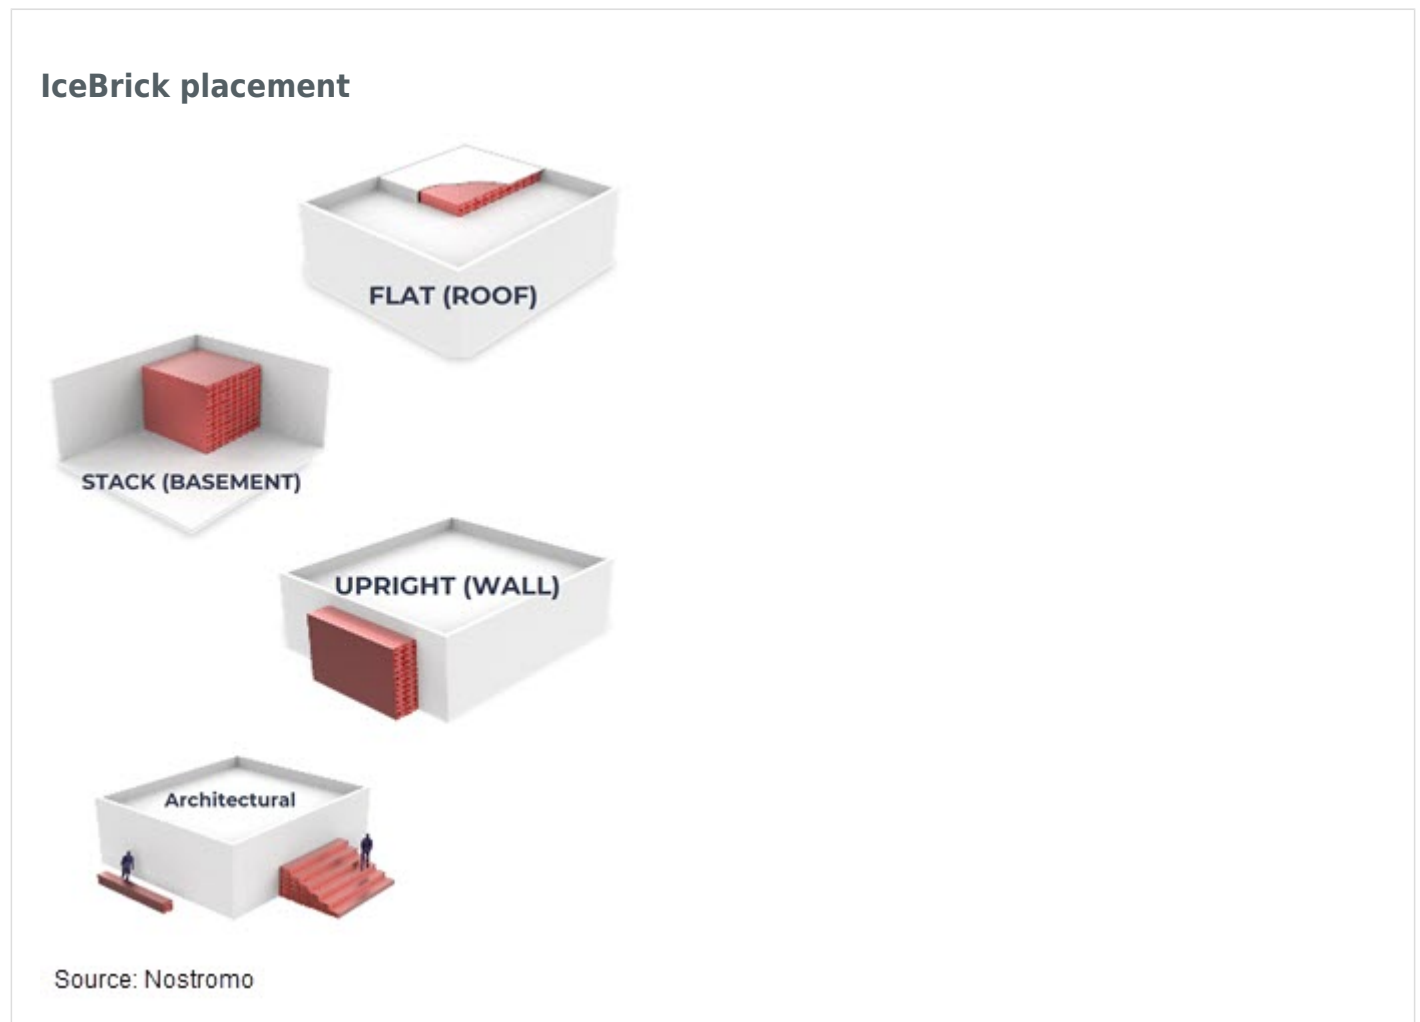 IceBrick placement
FLAT (ROOF)
STACK (BASEMENT)
UPRIGHT (WALL)
Architectural
Source: Nostromo